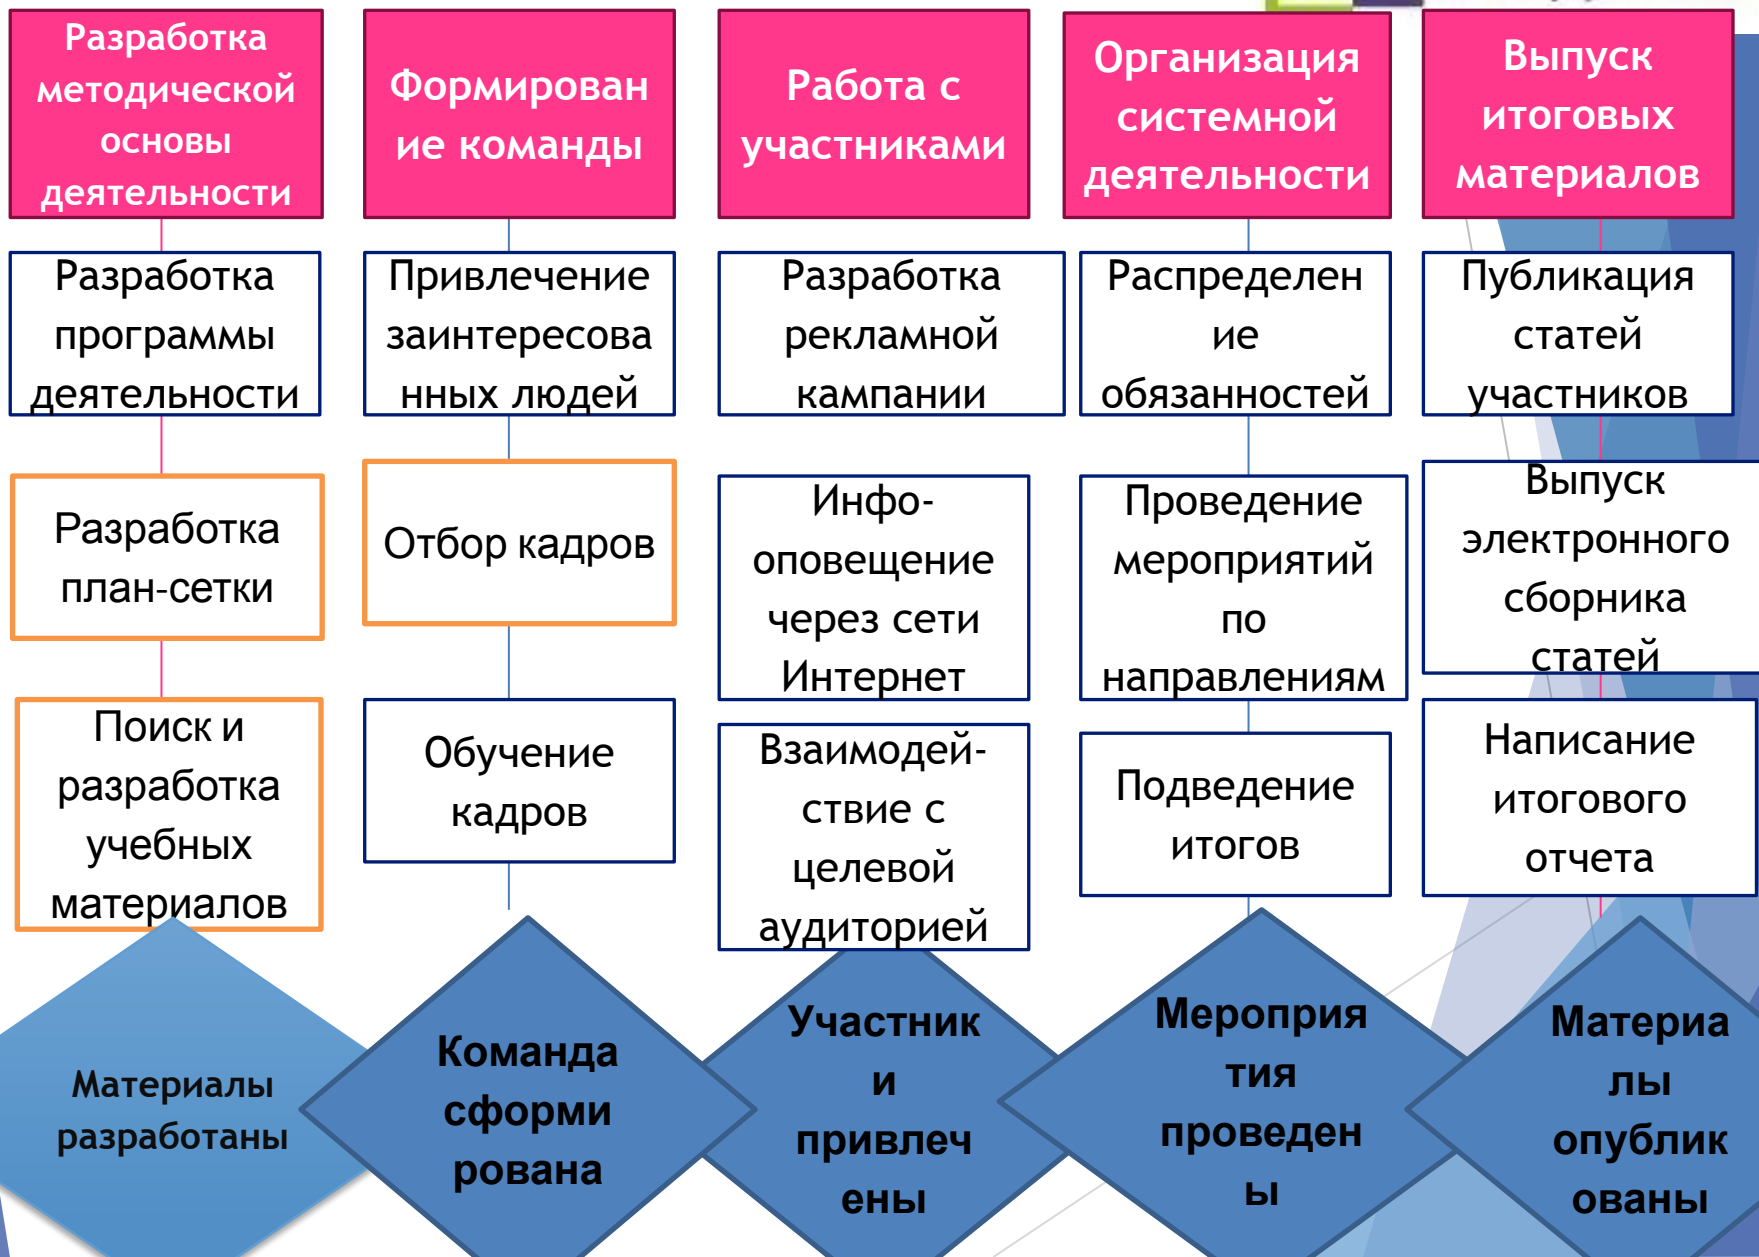 Разработка
методической
основы
деятельности
Формирован
ие команды
Работа с
участниками
Организация
системной
деятельности
Выпуск
итоговых
материалов
Разработка
программы
деятельности
Привлечение
заинтересова
нных людей
Разработка
рекламной
кампании
Распределен
ие
обязанностей
Публикация
статей
участников
Разработка
план-сетки
Отбор кадров
Инфо-
оповещение
через сети
Интернет
Проведение
мероприятий
по
направлениям
Выпуск
электронного
сборника
статей
Поиск и
разработка
учебных
материалов
Обучение
кадров
Взаимодей-
ствие с
целевой
аудиторией
Подведение
итогов
Написание
итогового
отчета
Материалы
разработаны
Команда
сформи
рована
Участник
и
привлеч
ены
Мероприя
тия
проведен
ы
Материа
лы
опублик
ованы